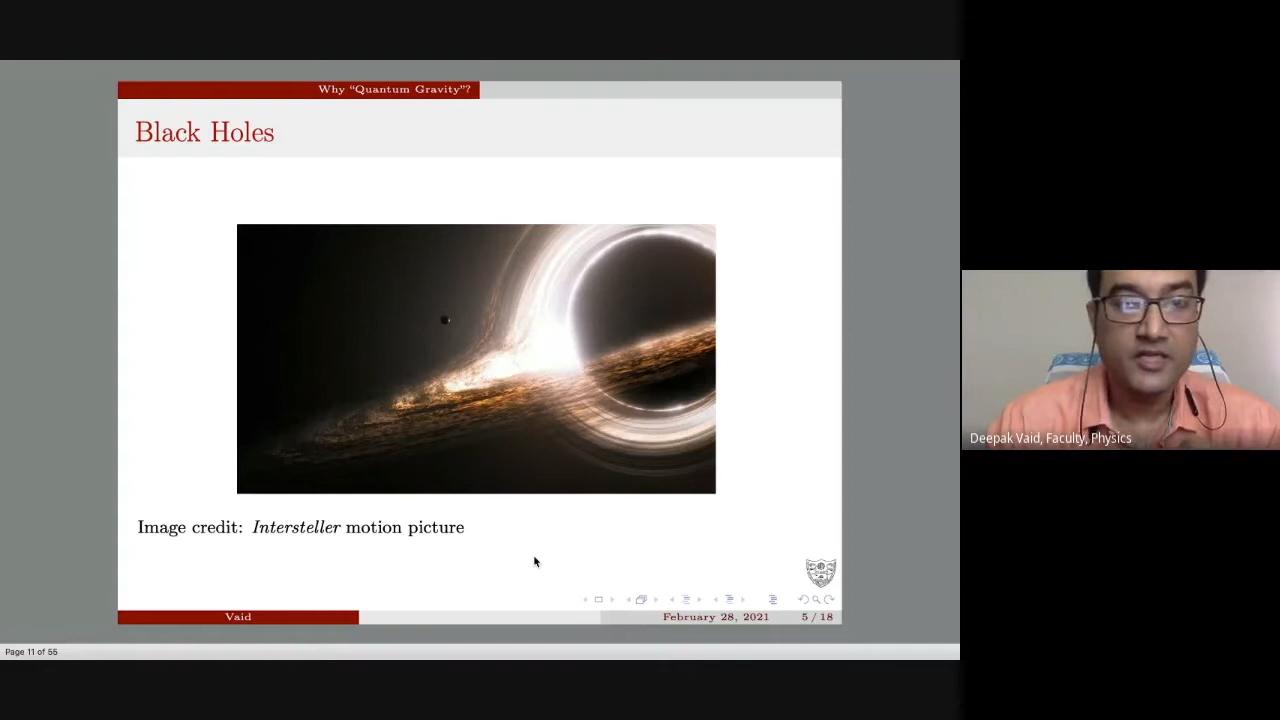 Why "Quantum Gravity"?
Black Holes
Image credit: Intersteller motion picture
Vaid
February 28, 2021
5 / 18
Page 11 of 55
Deepak Vaid, Faculty, Physics